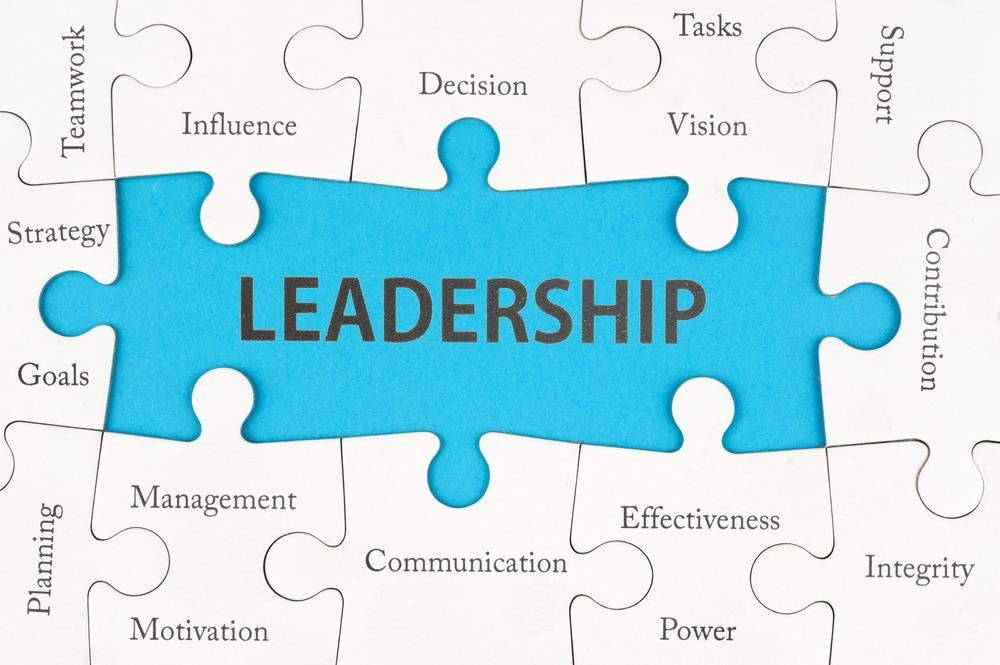 Tasks
Teamwork
Support
Decision
Influence
Vision
Strategy
Contribution
LEADERSHIP
Goals
Management
Effectiveness
Planning
Communication
Integrity
Motivation
Power